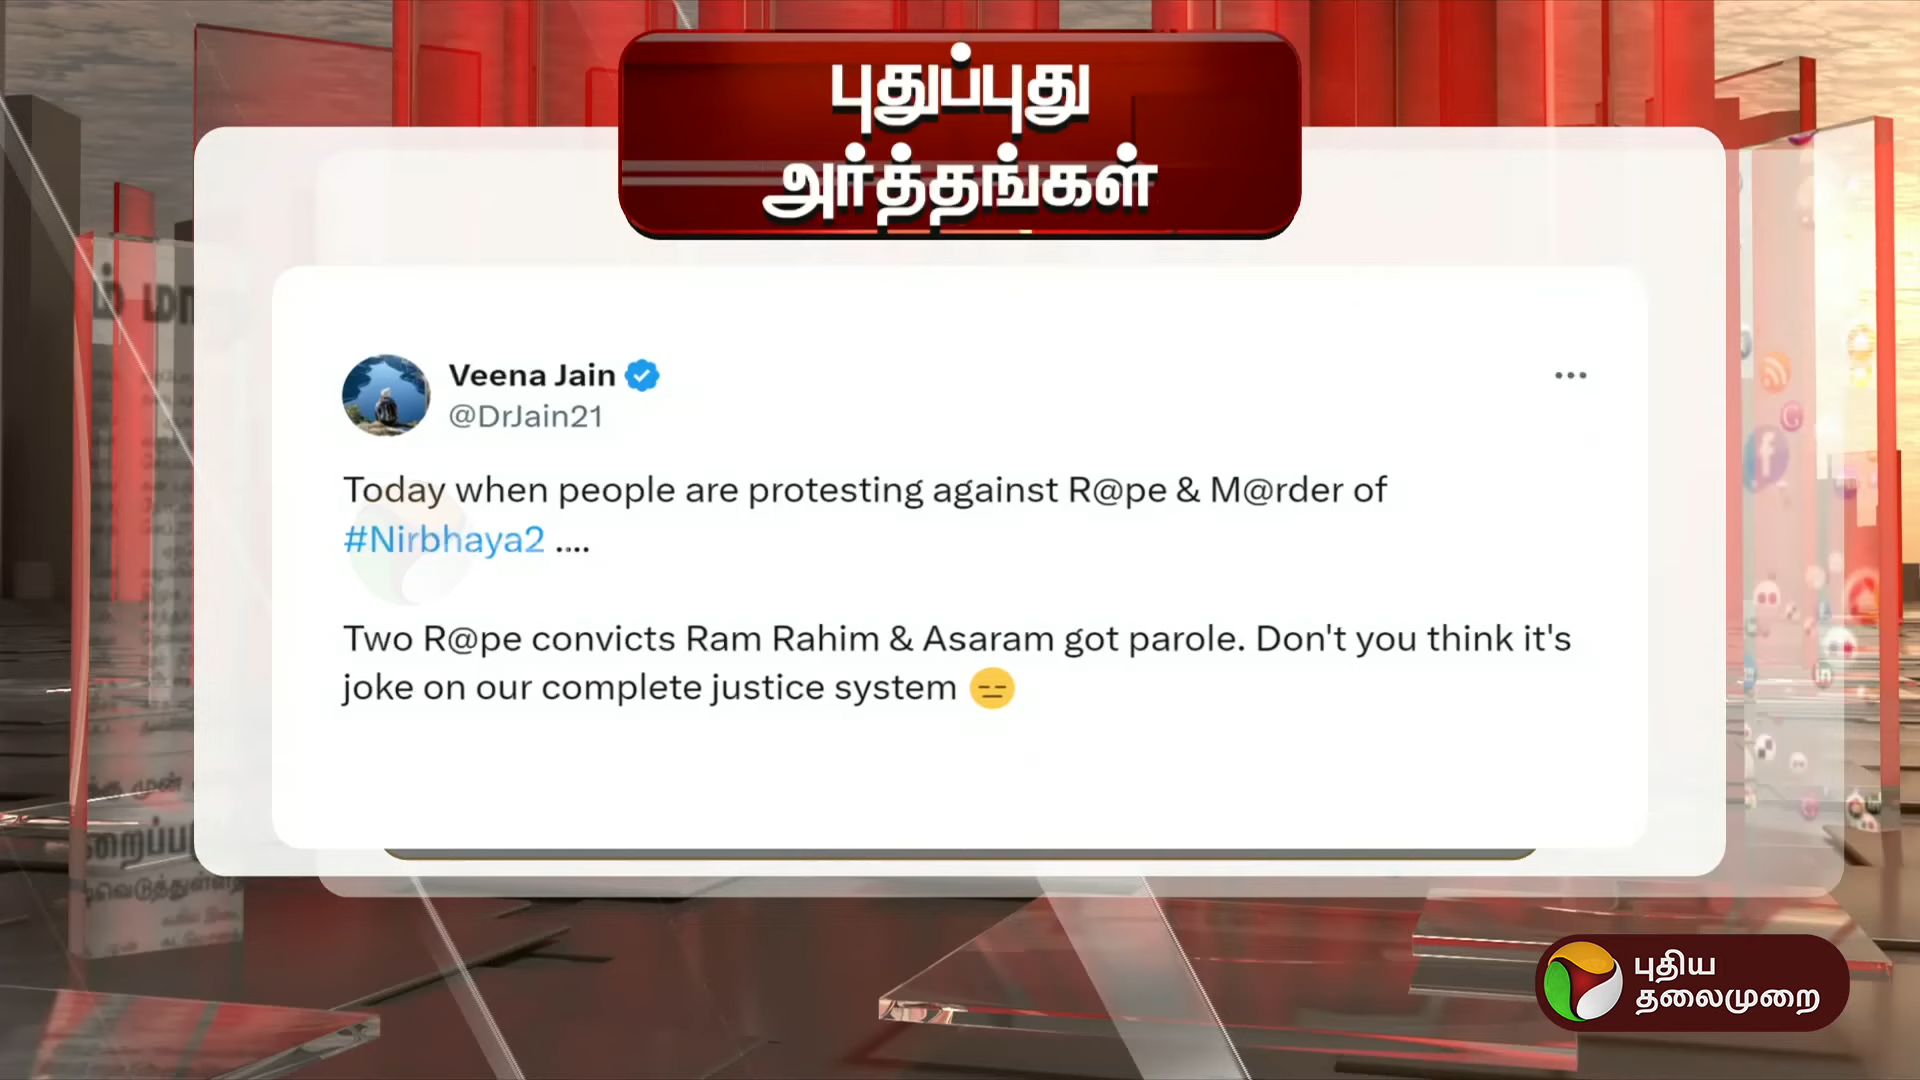 புதுப்புது
அர்த்தங்கள்
Veena Jain
@DrJain21
Today when people are protesting against R@pe & M@rder of
#Nirbhaya2 ....
Two R@pe convicts Ram Rahim & Asaram got parole. Don't you think it's
joke on our complete justice system 😑
புதிய
தலைமுறை